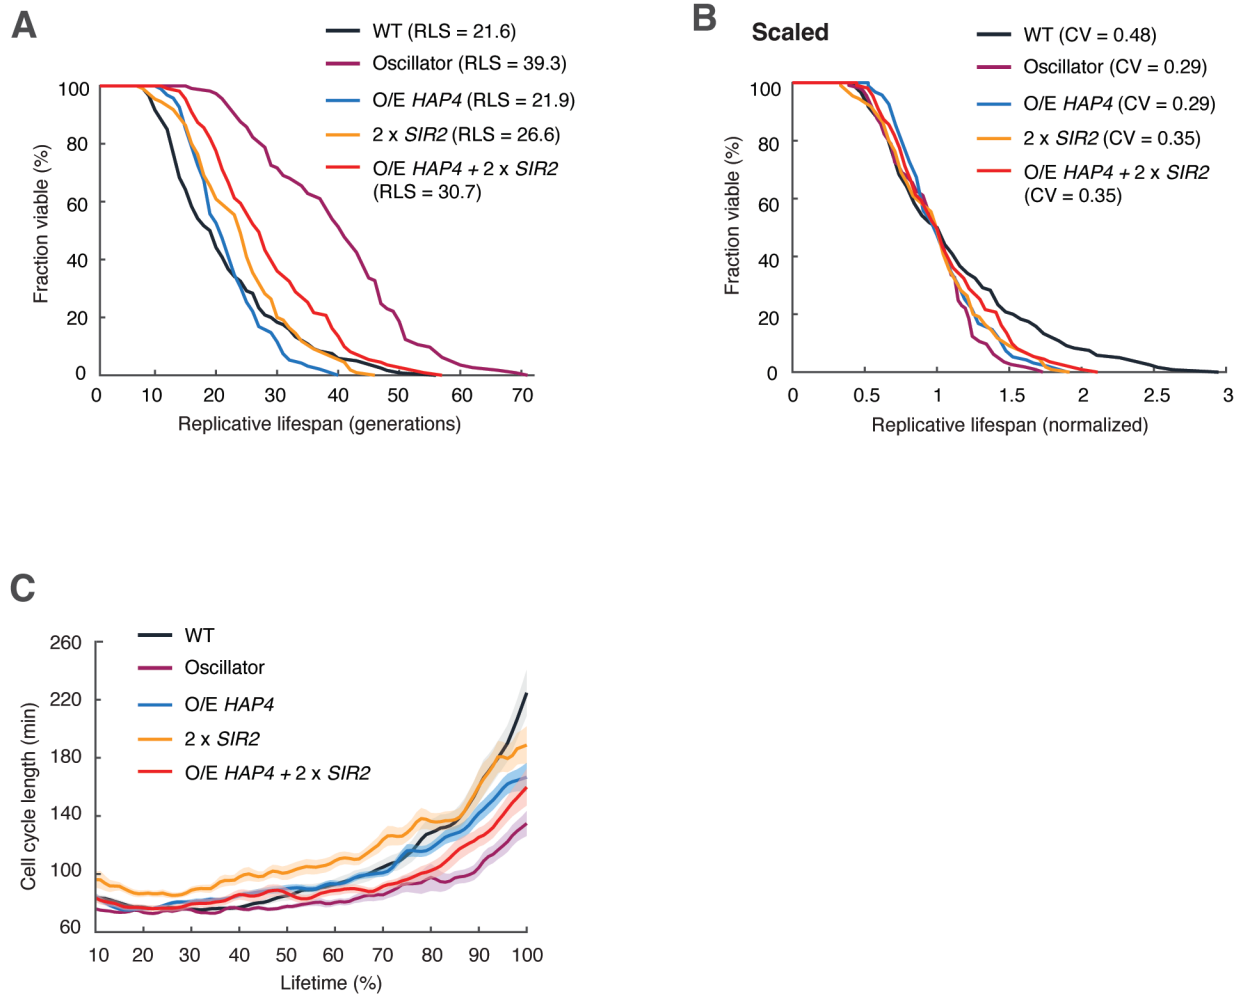 A
WT (RLS = 21.6)
Oscillator (RLS = 39.3)
O/E HAP4 (RLS = 21.9)
2 x SIR2 (RLS = 26.6)
O/E HAP4 + 2 x SIR2
(RLS = 30.7)
Fraction viable (%)
100
80
60
40
20
0
0 10 20 30 40 50 60 70
Replicative lifespan (generations)
B
Scaled
WT (CV = 0.48)
Oscillator (CV = 0.29)
O/E HAP4 (CV = 0.29)
2 x SIR2 (CV = 0.35)
O/E HAP4 + 2 x SIR2
(CV = 0.35)
Fraction viable (%)
100
80
60
40
20
0
0 0.5 1 1.5 2 2.5 3
Replicative lifespan (normalized)
C
WT
Oscillator
O/E HAP4
2 x SIR2
O/E HAP4 + 2 x SIR2
Cell cycle length (min)
260
220
180
140
100
60
10 20 30 40 50 60 70 80 90 100
Lifetime (%)